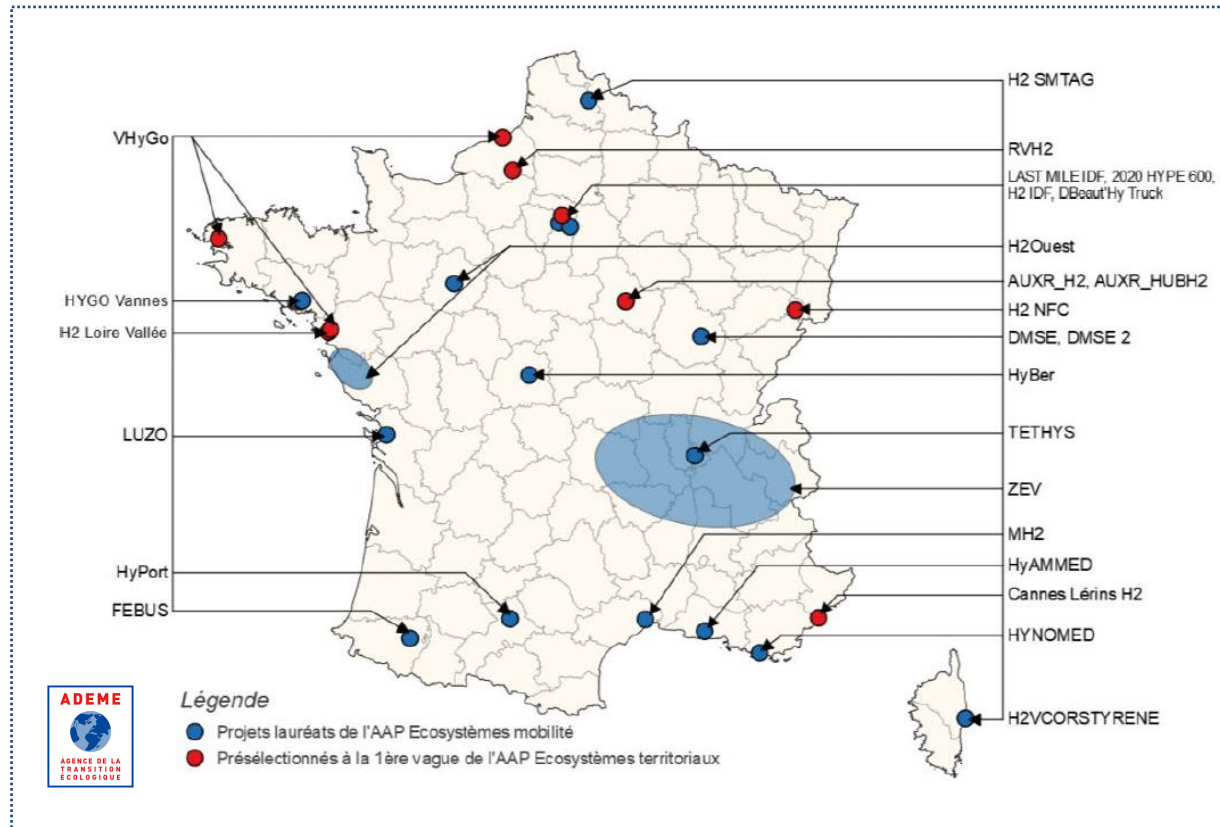 H2 SMTAG
VHyGo
RVH2
LAST MILE IDF, 2020 HYPE 600,
H2 IDF, DBeaut'Hy Truck
H2Ouest
AUXR_H2, AUXR_HUBH2
HYGO Vannes
H2 NFC
H2 Loire Vallée
DMSE, DMSE 2
HyBer
LUZO
TETHYS
ZEV
MH2
HyPort
HyAMMED
Cannes Lérins H2
FEBUS
HYNOMED
H2VCORSTYRENE
Légende
Projets lauréats de l'AAP Ecosystèmes mobilité
Présélectionnés à la 1ère vague de l'AAP Ecosystèmes territoriaux
ADEME
AGENCE DE LA
TRANSITION
ÉCOLOGIQUE